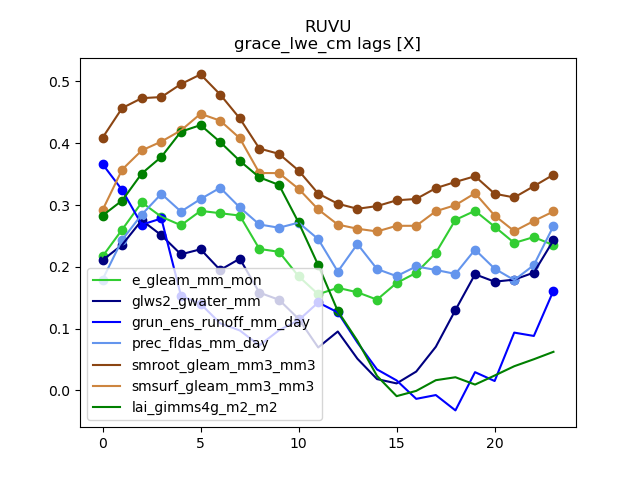 RUVU
grace_lwe_cm lags [X]
0.5
0.4
0.3
0.2
0.1
0.0
e_gleam_mm_mon
glws2_gwater_mm
grun_ens_runoff_mm_day
prec_fldas_mm_day
smroot_gleam_mm3_mm3
smsurf_gleam_mm3_mm3
lai_gimms4g_m2_m2
0 5 10 15 20